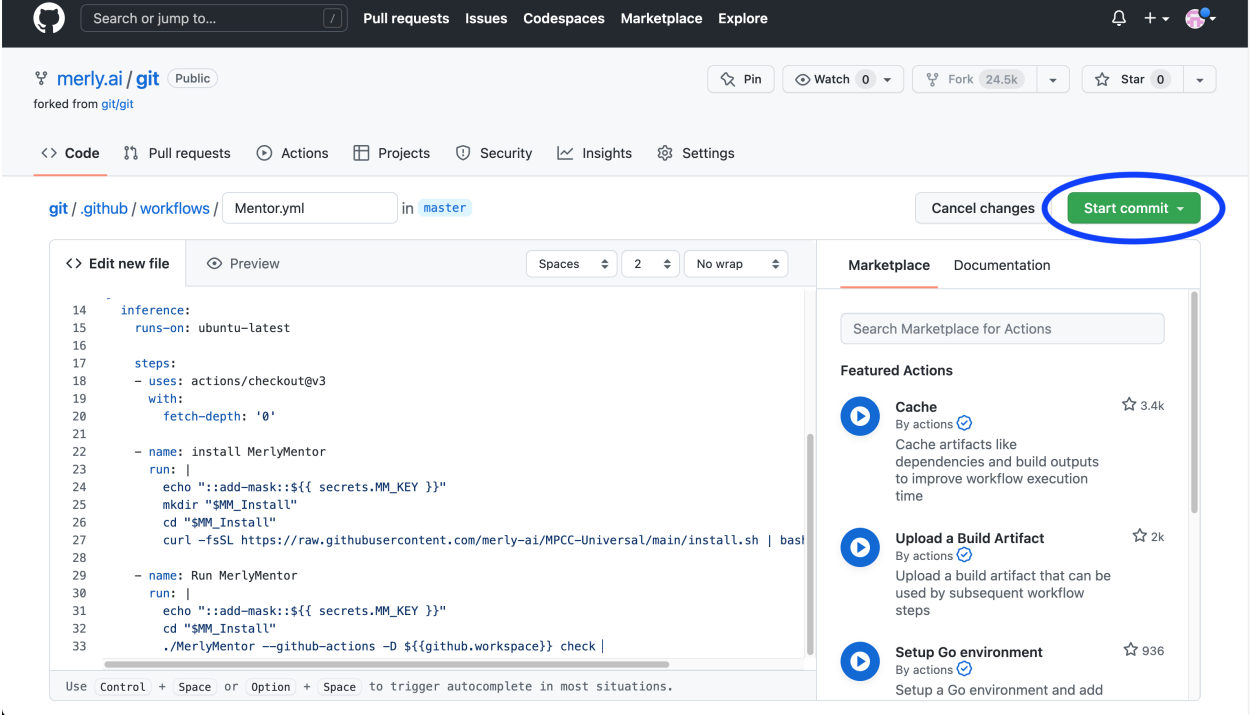 Search or jump to... /
Pull requests Issues Codespaces Marketplace Explore
merly.ai / git Public
Pin Watch 0 Fork 24.5k Star 0
forked from git/git
<> Code Pull requests Actions Projects Security Insights Settings
git / .github / workflows / Mentor.yml in master
Cancel changes Start commit
<> Edit new file Preview
Spaces 2 No wrap
14 inference:
15 runs-on: ubuntu-latest
16
17 steps:
18 - uses: actions/checkout@v3
19 with:
20 fetch-depth: '0'
21
22 - name: install MerlyMentor
23 run: |
24 echo "::add-mask::${{ secrets.MM_KEY }}"
25 mkdir "$MM_Install"
26 cd "$MM_Install"
27 curl -fsSL https://raw.githubusercontent.com/merly-ai/MPCC-Universal/main/install.sh | bash
28
29 - name: Run MerlyMentor
30 run: |
31 echo "::add-mask::${{ secrets.MM_KEY }}"
32 cd "$MM_Install"
33 ./MerlyMentor --github-actions -D ${{github.workspace}} check
Use Control + Space or Option + Space to trigger autocomplete in most situations.
Marketplace Documentation
Search Marketplace for Actions
Featured Actions
Cache 3.4k
By actions
Cache artifacts like
dependencies and build outputs
to improve workflow execution
time
Upload a Build Artifact 2k
By actions
Upload a build artifact that can be
used by subsequent workflow
steps
Setup Go environment 936
By actions
Setup a Go environment and add